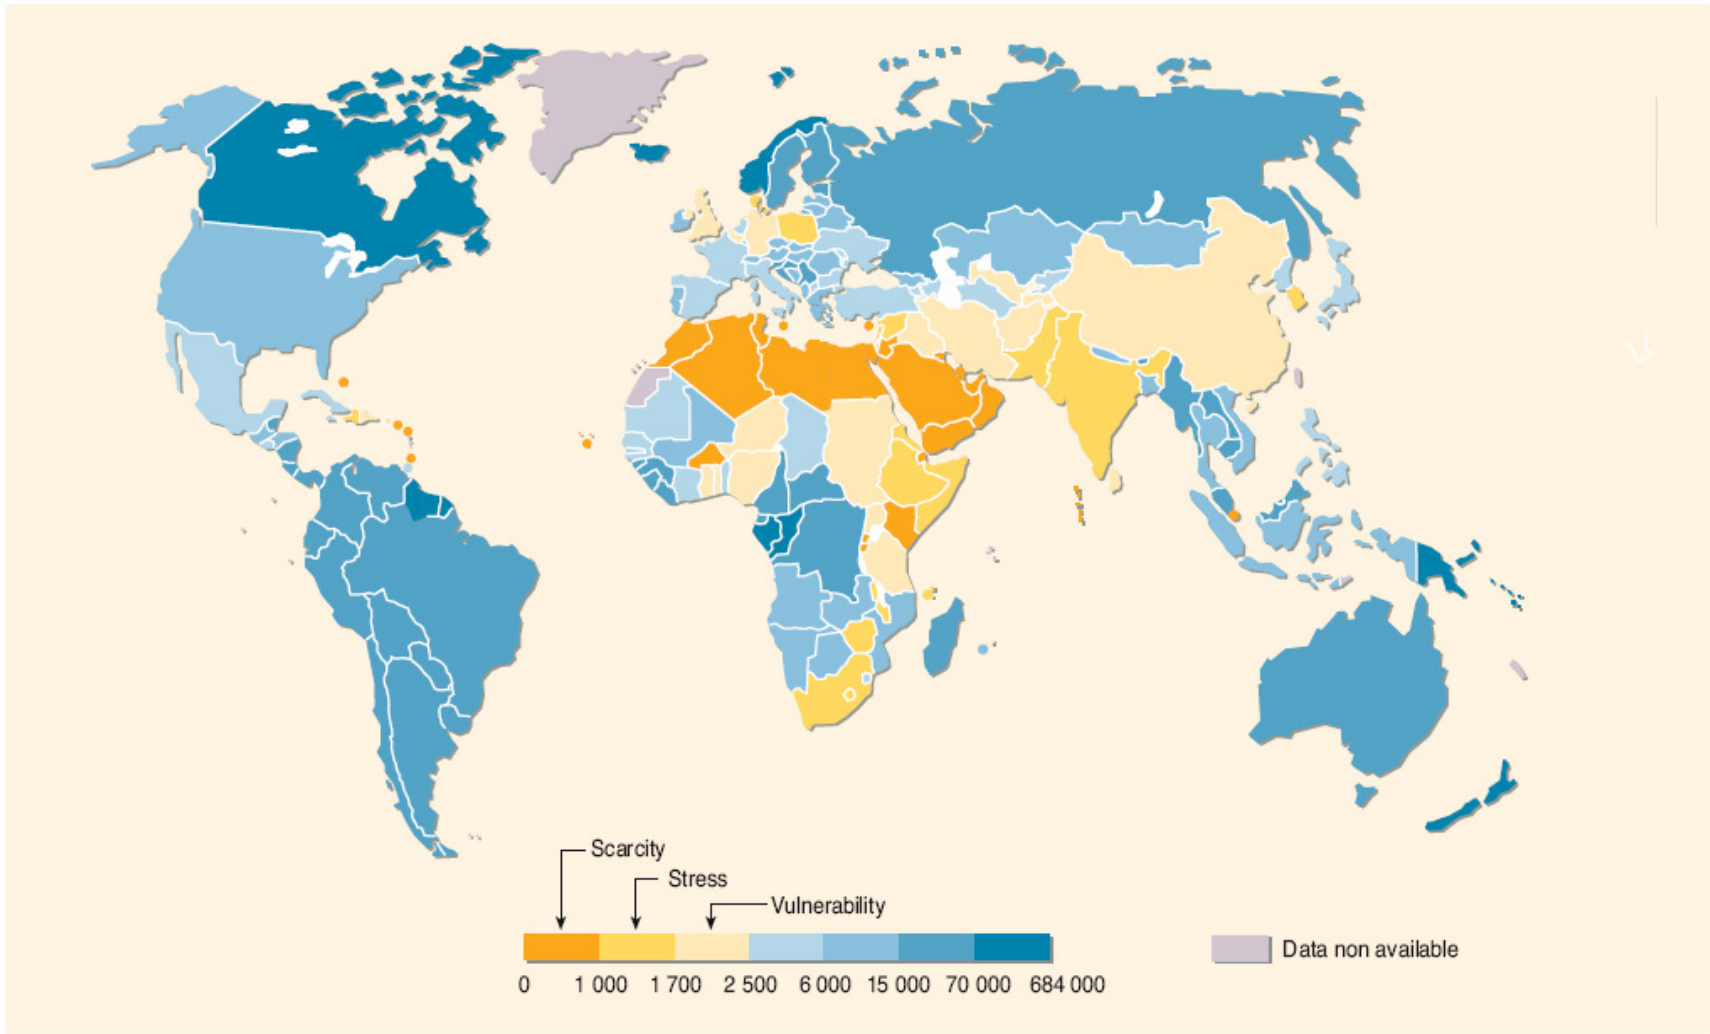 Scarcity
Stress
Vulnerability
0 1 000 1 700 2 500 6 000 15 000 70 000 684 000
Data non available